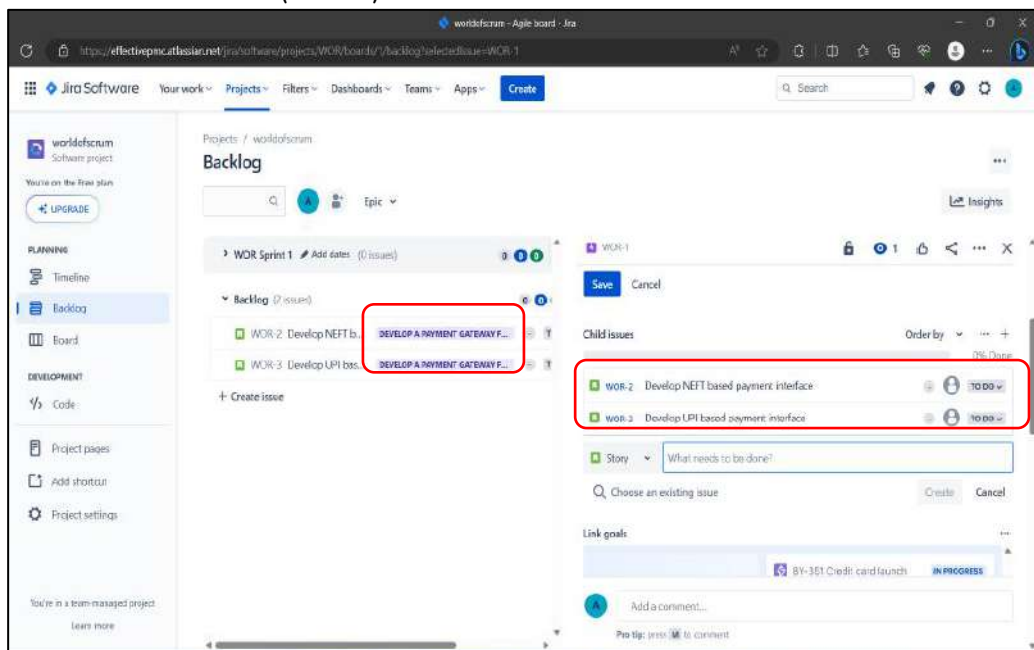 worldofscrum - Agile board - Jira
https://effectivepmc.atlassian.net/jira/software/projects/WOR/boards/1/backlog?selectedIssue=WOR-1
Jira Software Your work Projects Filters Dashboards Teams Apps Create Search
worldofscrum
Software project
You're on the Free plan
UPGRADE
PLANNING
Timeline
Backlog
Board
DEVELOPMENT
Code
Project pages
Add shortcut
Project settings
You're in a team-managed project
Learn more
Projects / worldofscrum
Backlog
Epic
Insights
WOR Sprint 1 Add dates (0 issues) 0 0 0
Backlog (2 issues) 0 0
WOR-2 Develop NEFT b... DEVELOP A PAYMENT GATEWAY F... T
WOR-3 Develop UPI bas... DEVELOP A PAYMENT GATEWAY F... T
+ Create issue
WOR-1 1
Save Cancel
Child issues Order by
0% Done
WOR-2 Develop NEFT based payment interface TO DO
WOR-3 Develop UPI based payment interface TO DO
Story What needs to be done?
Choose an existing issue Create Cancel
Link goals
BY-381 Credit card launch IN PROGRESS
A Add a comment...
Pro tip: press M to comment